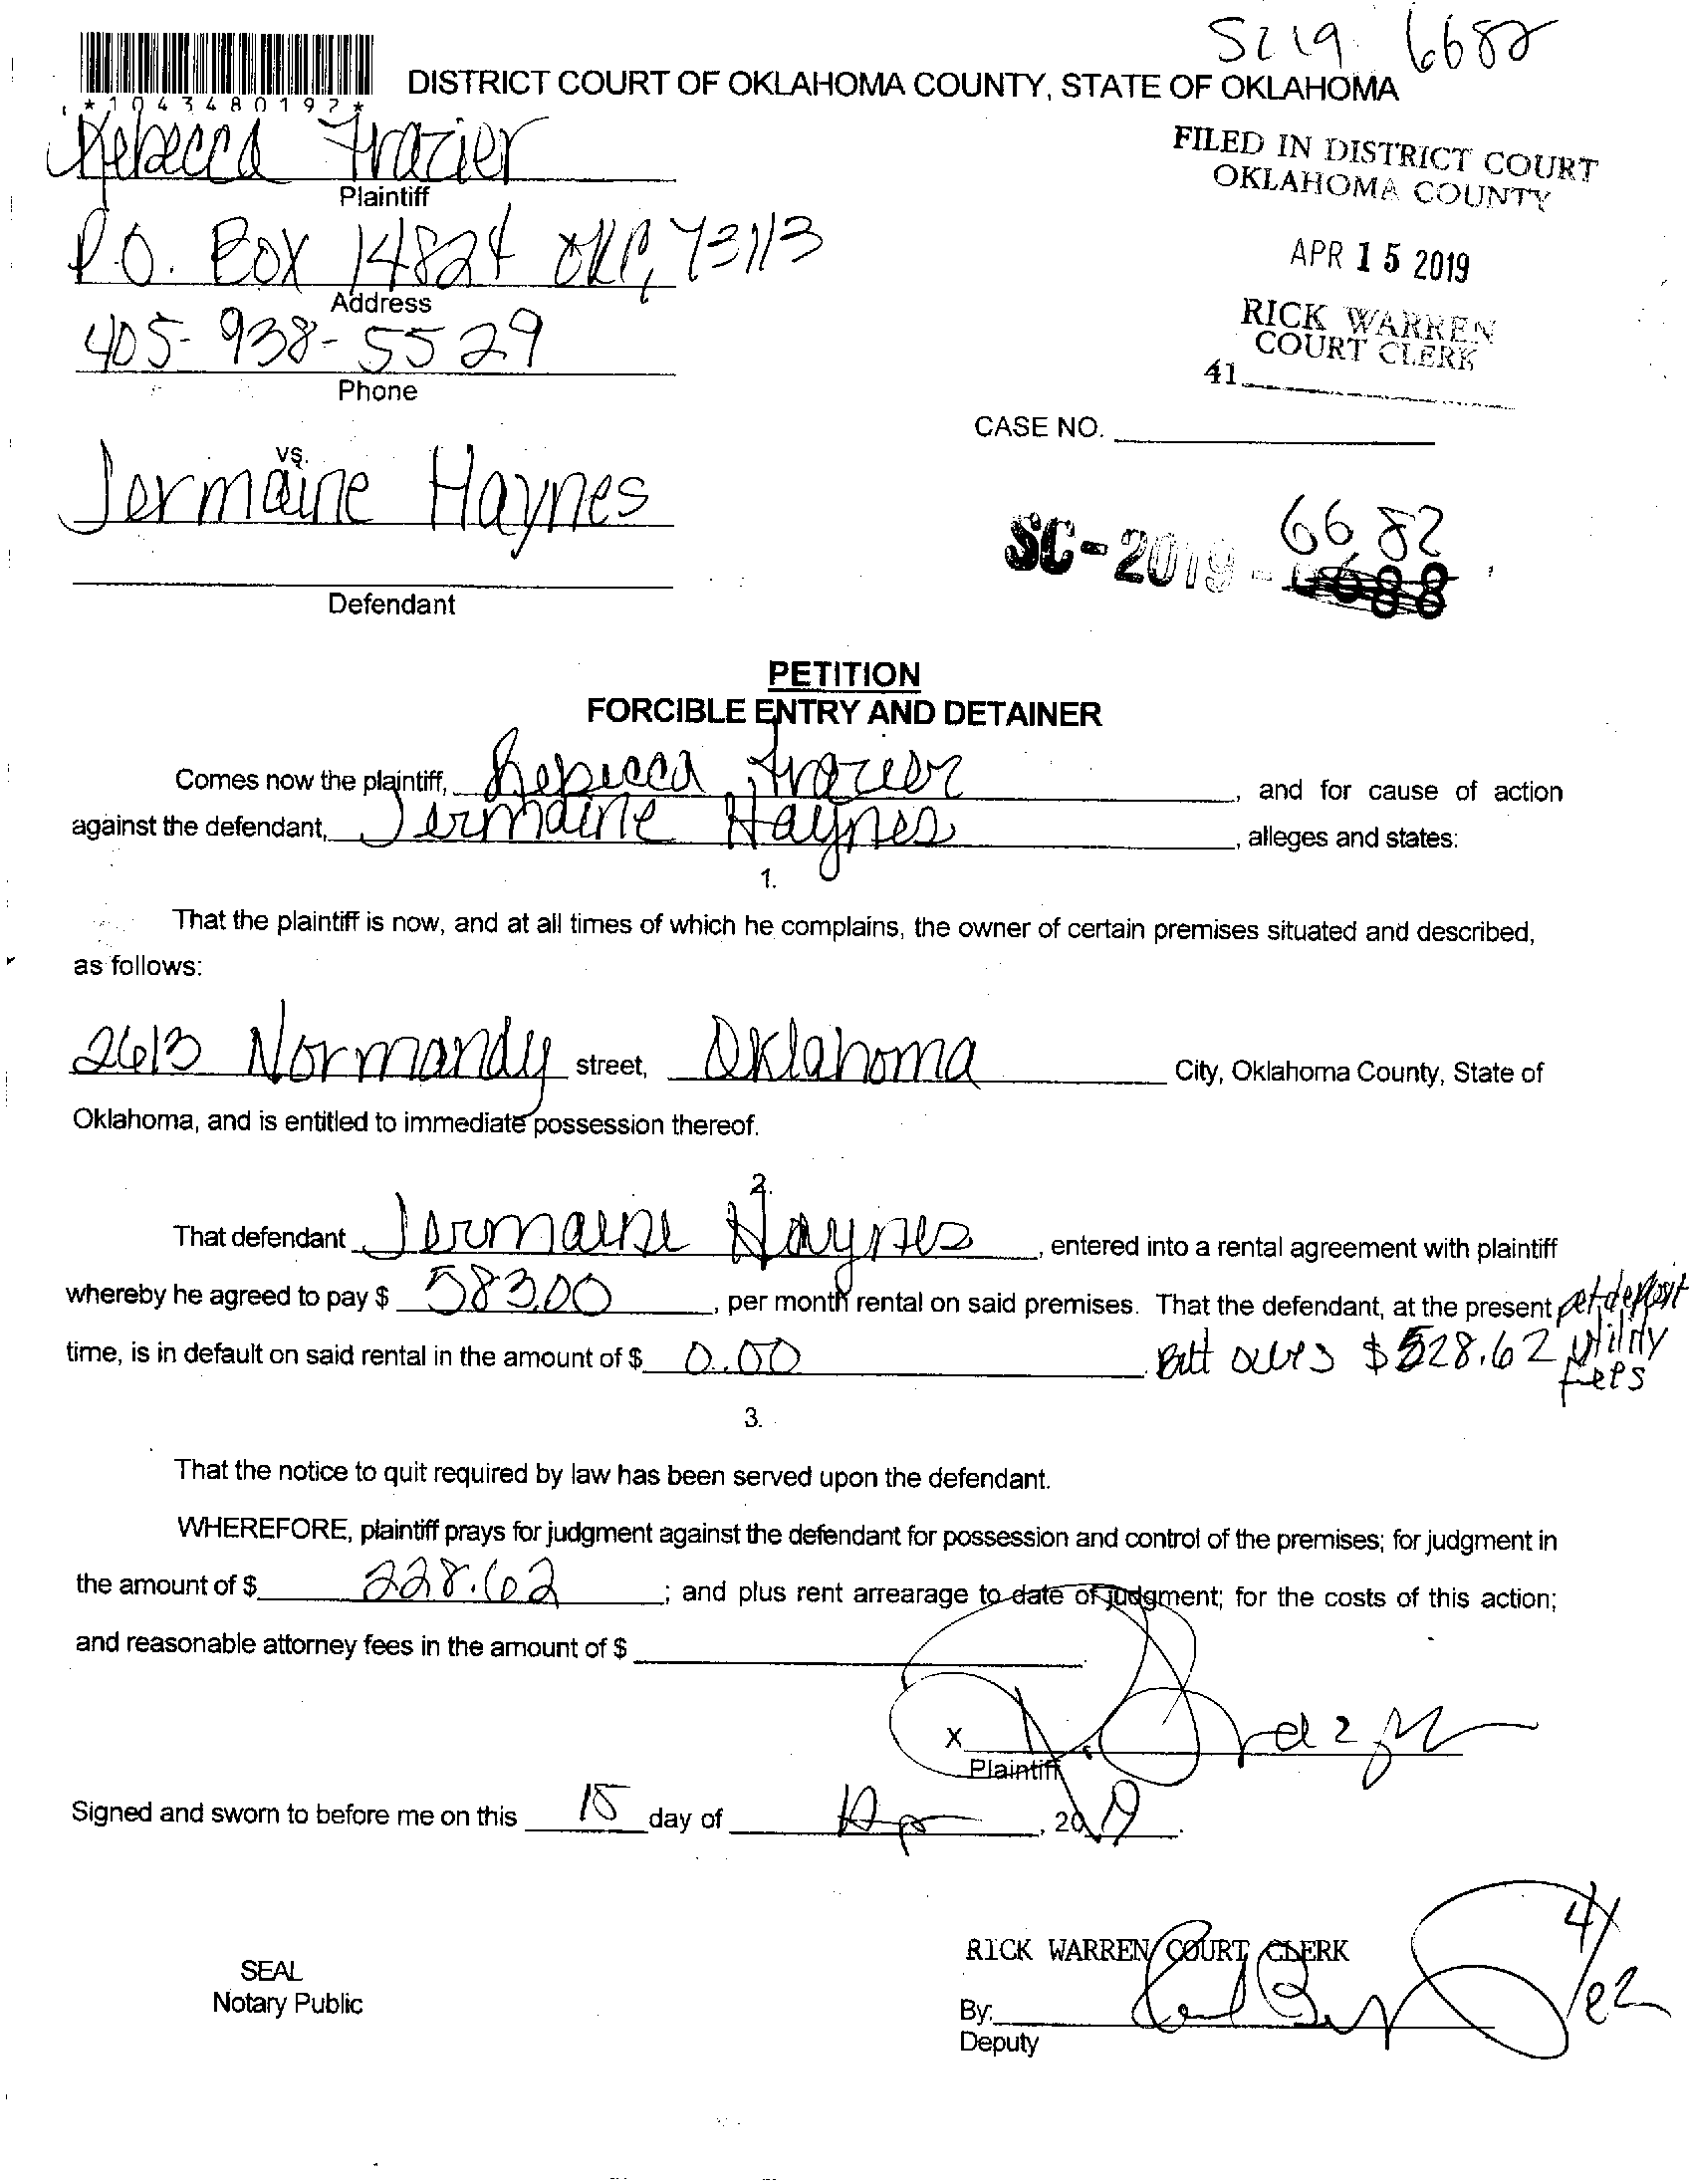 SC19 6682
*1043480197*
DISTRICT COURT OF OKLAHOMA COUNTY, STATE OF OKLAHOMA
Rebecca Frazier
Plaintiff
FILED IN DISTRICT COURT
OKLAHOMA COUNTY
P.O. BOX 14824 OKC, 73113
Address
APR 15 2019
405-938-5529
Phone
RICK WARREN
COURT CLERK
41
CASE NO.
vs.
Jermaine Haynes
Defendant
6682
SC-2019-
PETITION
FORCIBLE ENTRY AND DETAINER
Comes now the plaintiff, Rebecca Frazier, and for cause of action
against the defendant, Jermaine Haynes, alleges and states:
1.
That the plaintiff is now, and at all times of which he complains, the owner of certain premises situated and described,
as follows:
2613 Normandy street, Oklahoma City, Oklahoma County, State of
Oklahoma, and is entitled to immediate possession thereof.
2.
That defendant Jermaine Haynes, entered into a rental agreement with plaintiff
whereby he agreed to pay $ 583.00, per month rental on said premises. That the defendant, at the present pet deposit
time, is in default on said rental in the amount of $ 0.00. But owes $528.62 utility
fees
3.
That the notice to quit required by law has been served upon the defendant.
WHEREFORE, plaintiff prays for judgment against the defendant for possession and control of the premises; for judgment in
the amount of $ 228.62; and plus rent arrearage to date of judgment; for the costs of this action;
and reasonable attorney fees in the amount of $
X
Plaintiff
Signed and sworn to before me on this 15 day of Apr, 2019.
RICK WARREN COURT CLERK
SEAL
Notary Public
By:
Deputy